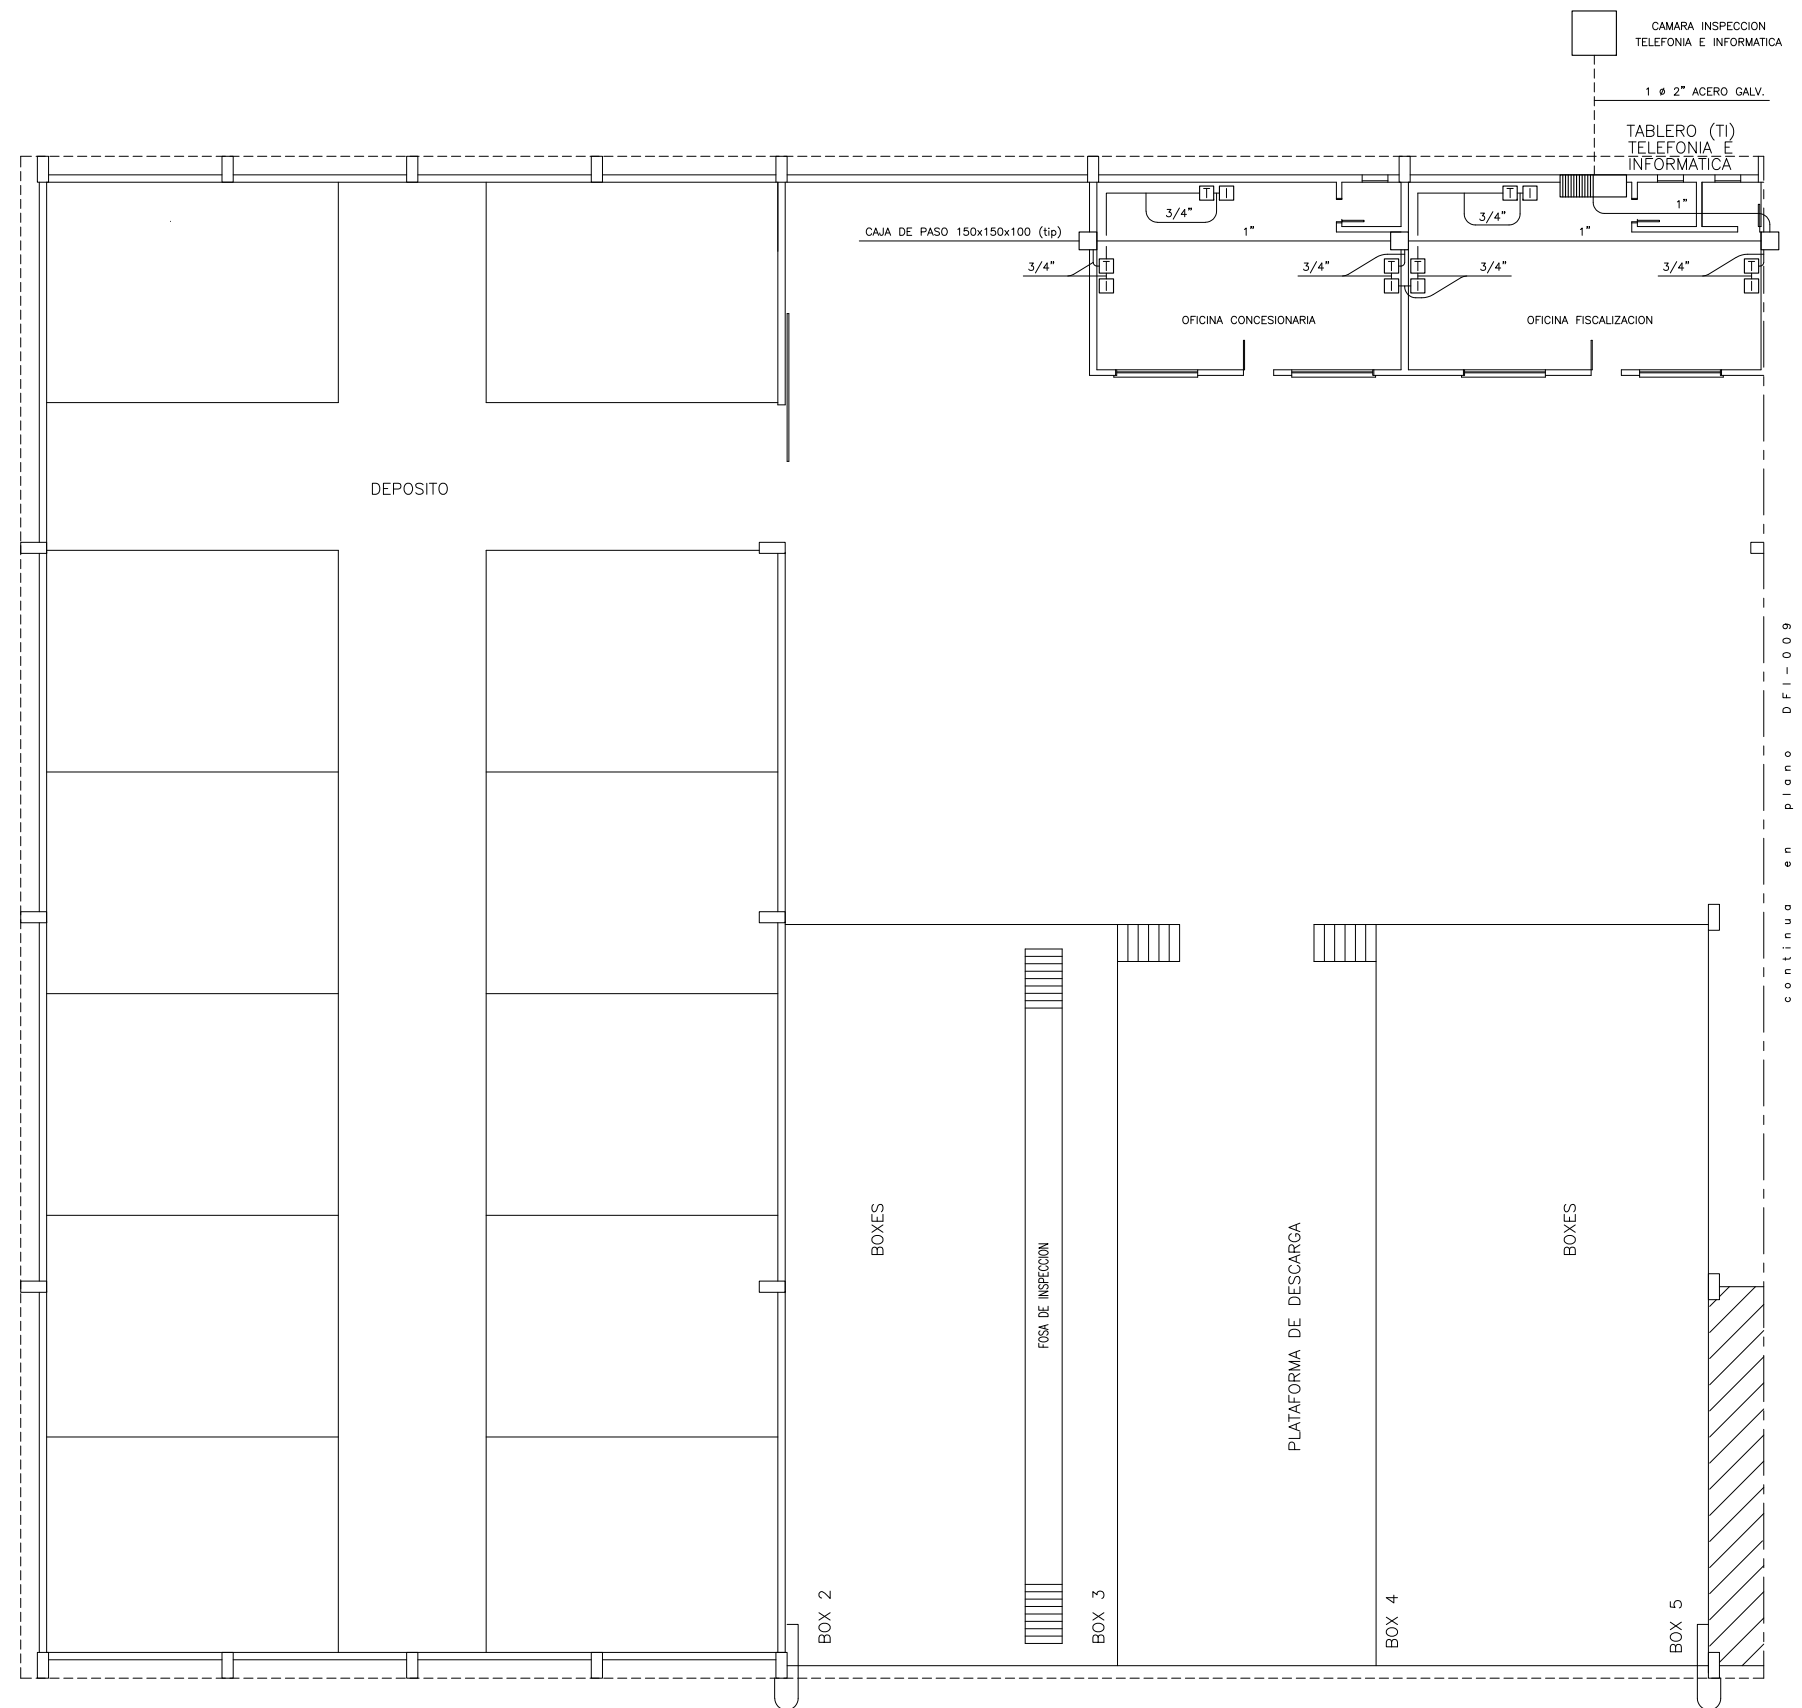 CAMARA INSPECCION
TELEFONIA E INFORMATICA
1 ø 2" ACERO GALV.
TABLERO (TI)
TELEFONIA E
INFORMATICA
T I
T I
3/4"
3/4"
1"
CAJA DE PASO 150x150x100 (tip)
1"
1"
3/4"
T
I
3/4"
T
I
T
I
3/4"
3/4"
T
I
OFICINA CONCESIONARIA
OFICINA FISCALIZACION
DEPOSITO
continua en plano DFI-009
BOXES
FOSA DE INSPECCION
PLATAFORMA DE DESCARGA
BOXES
BOX 2
BOX 3
BOX 4
BOX 5